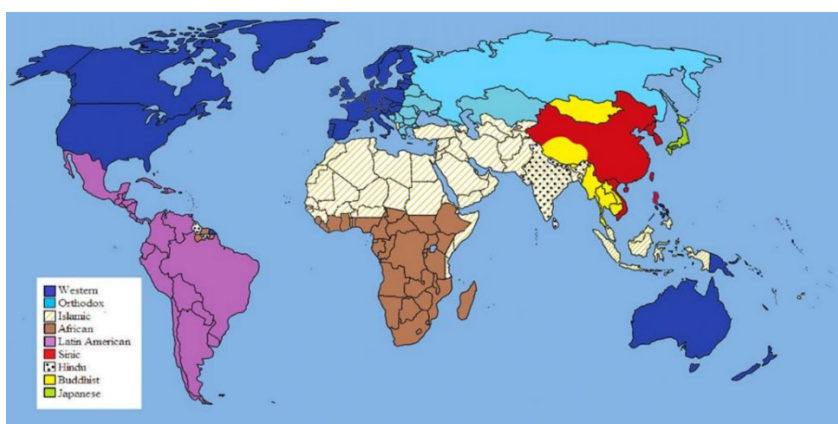 Western
Orthodox
Islamic
African
Latin American
Sinic
Hindu
Buddhist
Japanese